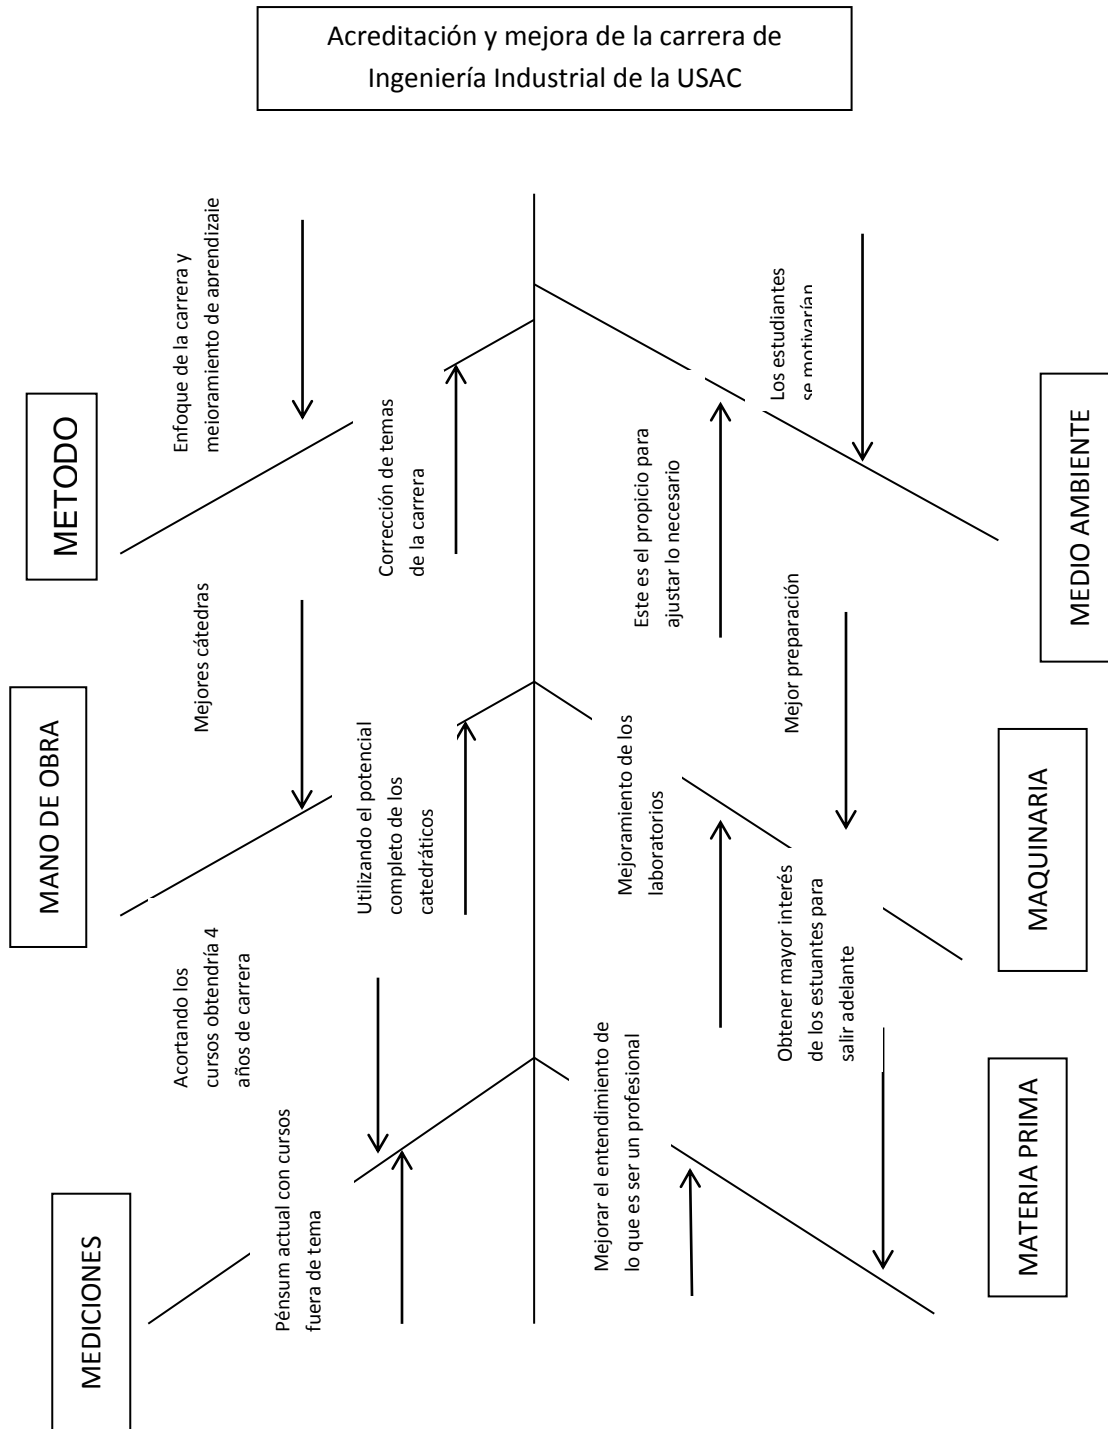 Acreditación y mejora de la carrera de
Ingeniería Industrial de la USAC
METODO
Enfoque de la carrera y
mejoramiento de aprendizaje
Corrección de temas
de la carrera
MANO DE OBRA
Mejores cátedras
Utilizando el potencial
completo de los
catedráticos
MEDICIONES
Acortando los
cursos obtendría 4
años de carrera
Pénsum actual con cursos
fuera de tema
MEDIO AMBIENTE
Los estudiantes
se motivarían
Este es el propicio para
ajustar lo necesario
MAQUINARIA
Mejor preparación
Mejoramiento de los
laboratorios
MATERIA PRIMA
Obtener mayor interés
de los estuantes para
salir adelante
Mejorar el entendimiento de
lo que es ser un profesional